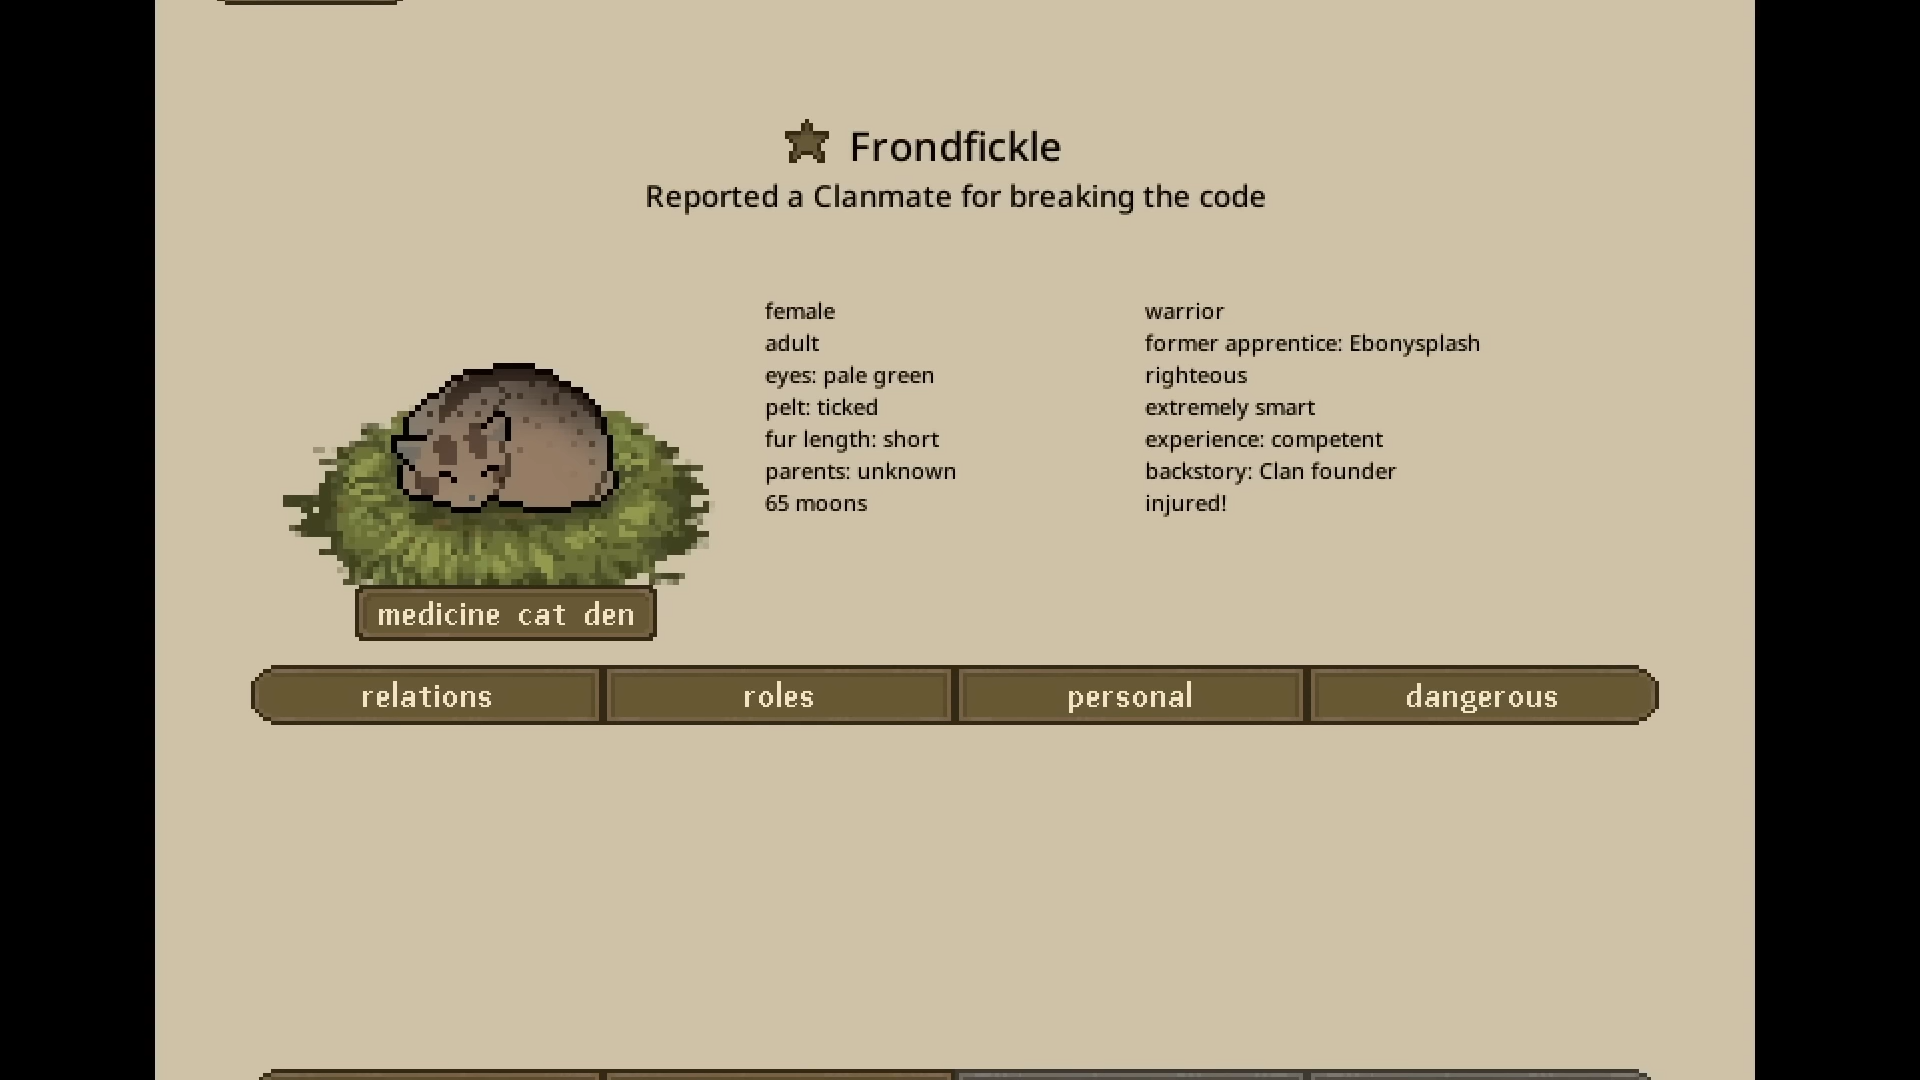 Frondfickle
Reported a Clanmate for breaking the code
female
adult
eyes: pale green
pelt: ticked
fur length: short
parents: unknown
65 moons
warrior
former apprentice: Ebonysplash
righteous
extremely smart
experience: competent
backstory: Clan founder
injured!
medicine cat den
relations
roles
personal
dangerous